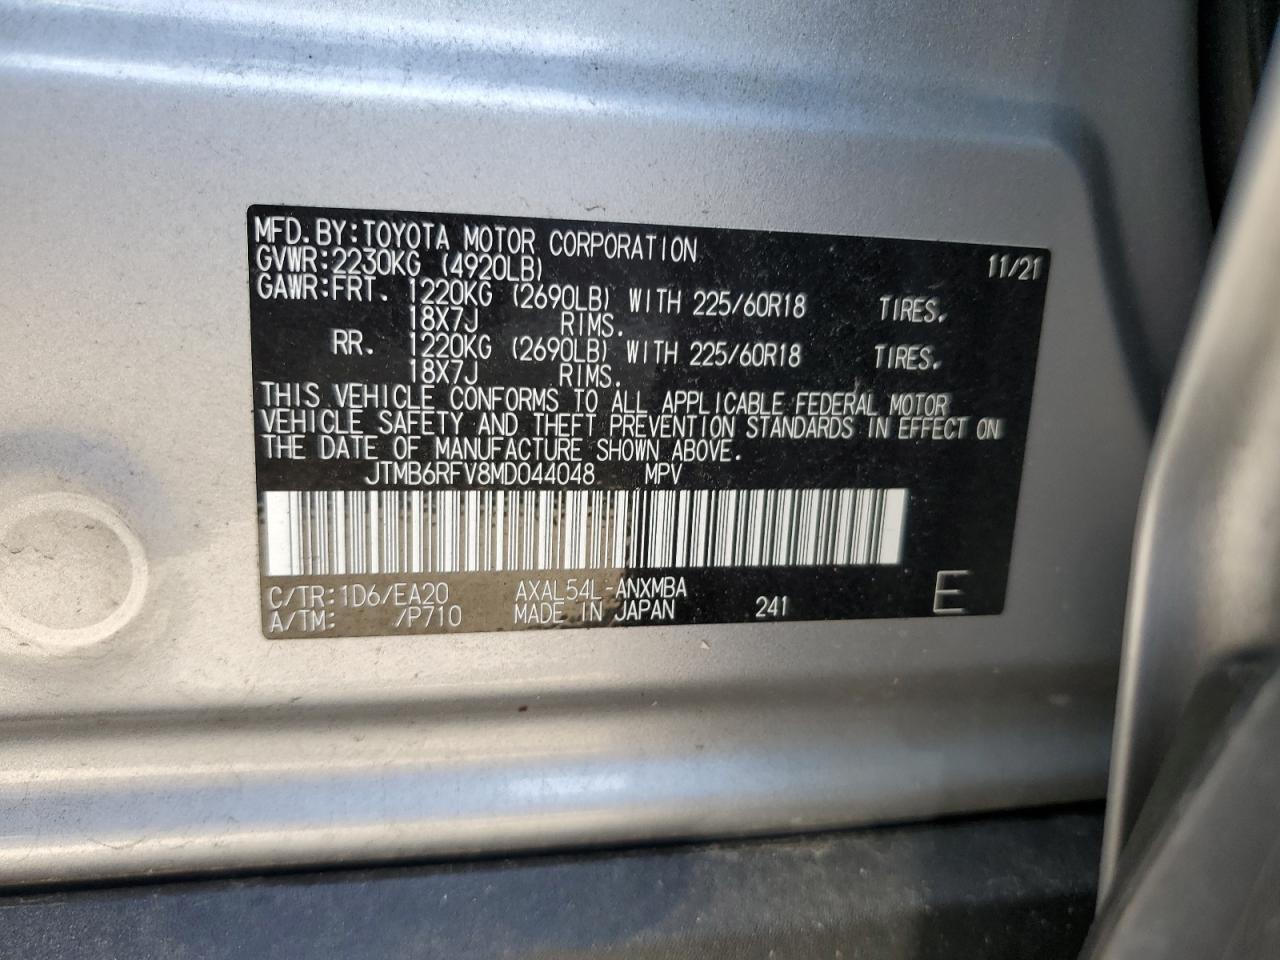 MFD. BY: TOYOTA MOTOR CORPORATION 11/21
GVWR: 2230KG (4920LB)
GAWR: FRT. 1220KG (2690LB) WITH 225/60R18 TIRES.
18X7J RIMS.
RR. 1220KG (2690LB) WITH 225/60R18 TIRES.
18X7J RIMS.
THIS VEHICLE CONFORMS TO ALL APPLICABLE FEDERAL MOTOR
VEHICLE SAFETY AND THEFT PREVENTION STANDARDS IN EFFECT ON
THE DATE OF MANUFACTURE SHOWN ABOVE.
JTMB6RFV8MD044048 MPV
C/TR: 1D6/EA20 AXAL54L-ANXMBA
A/TM: /P710 MADE IN JAPAN 241 E